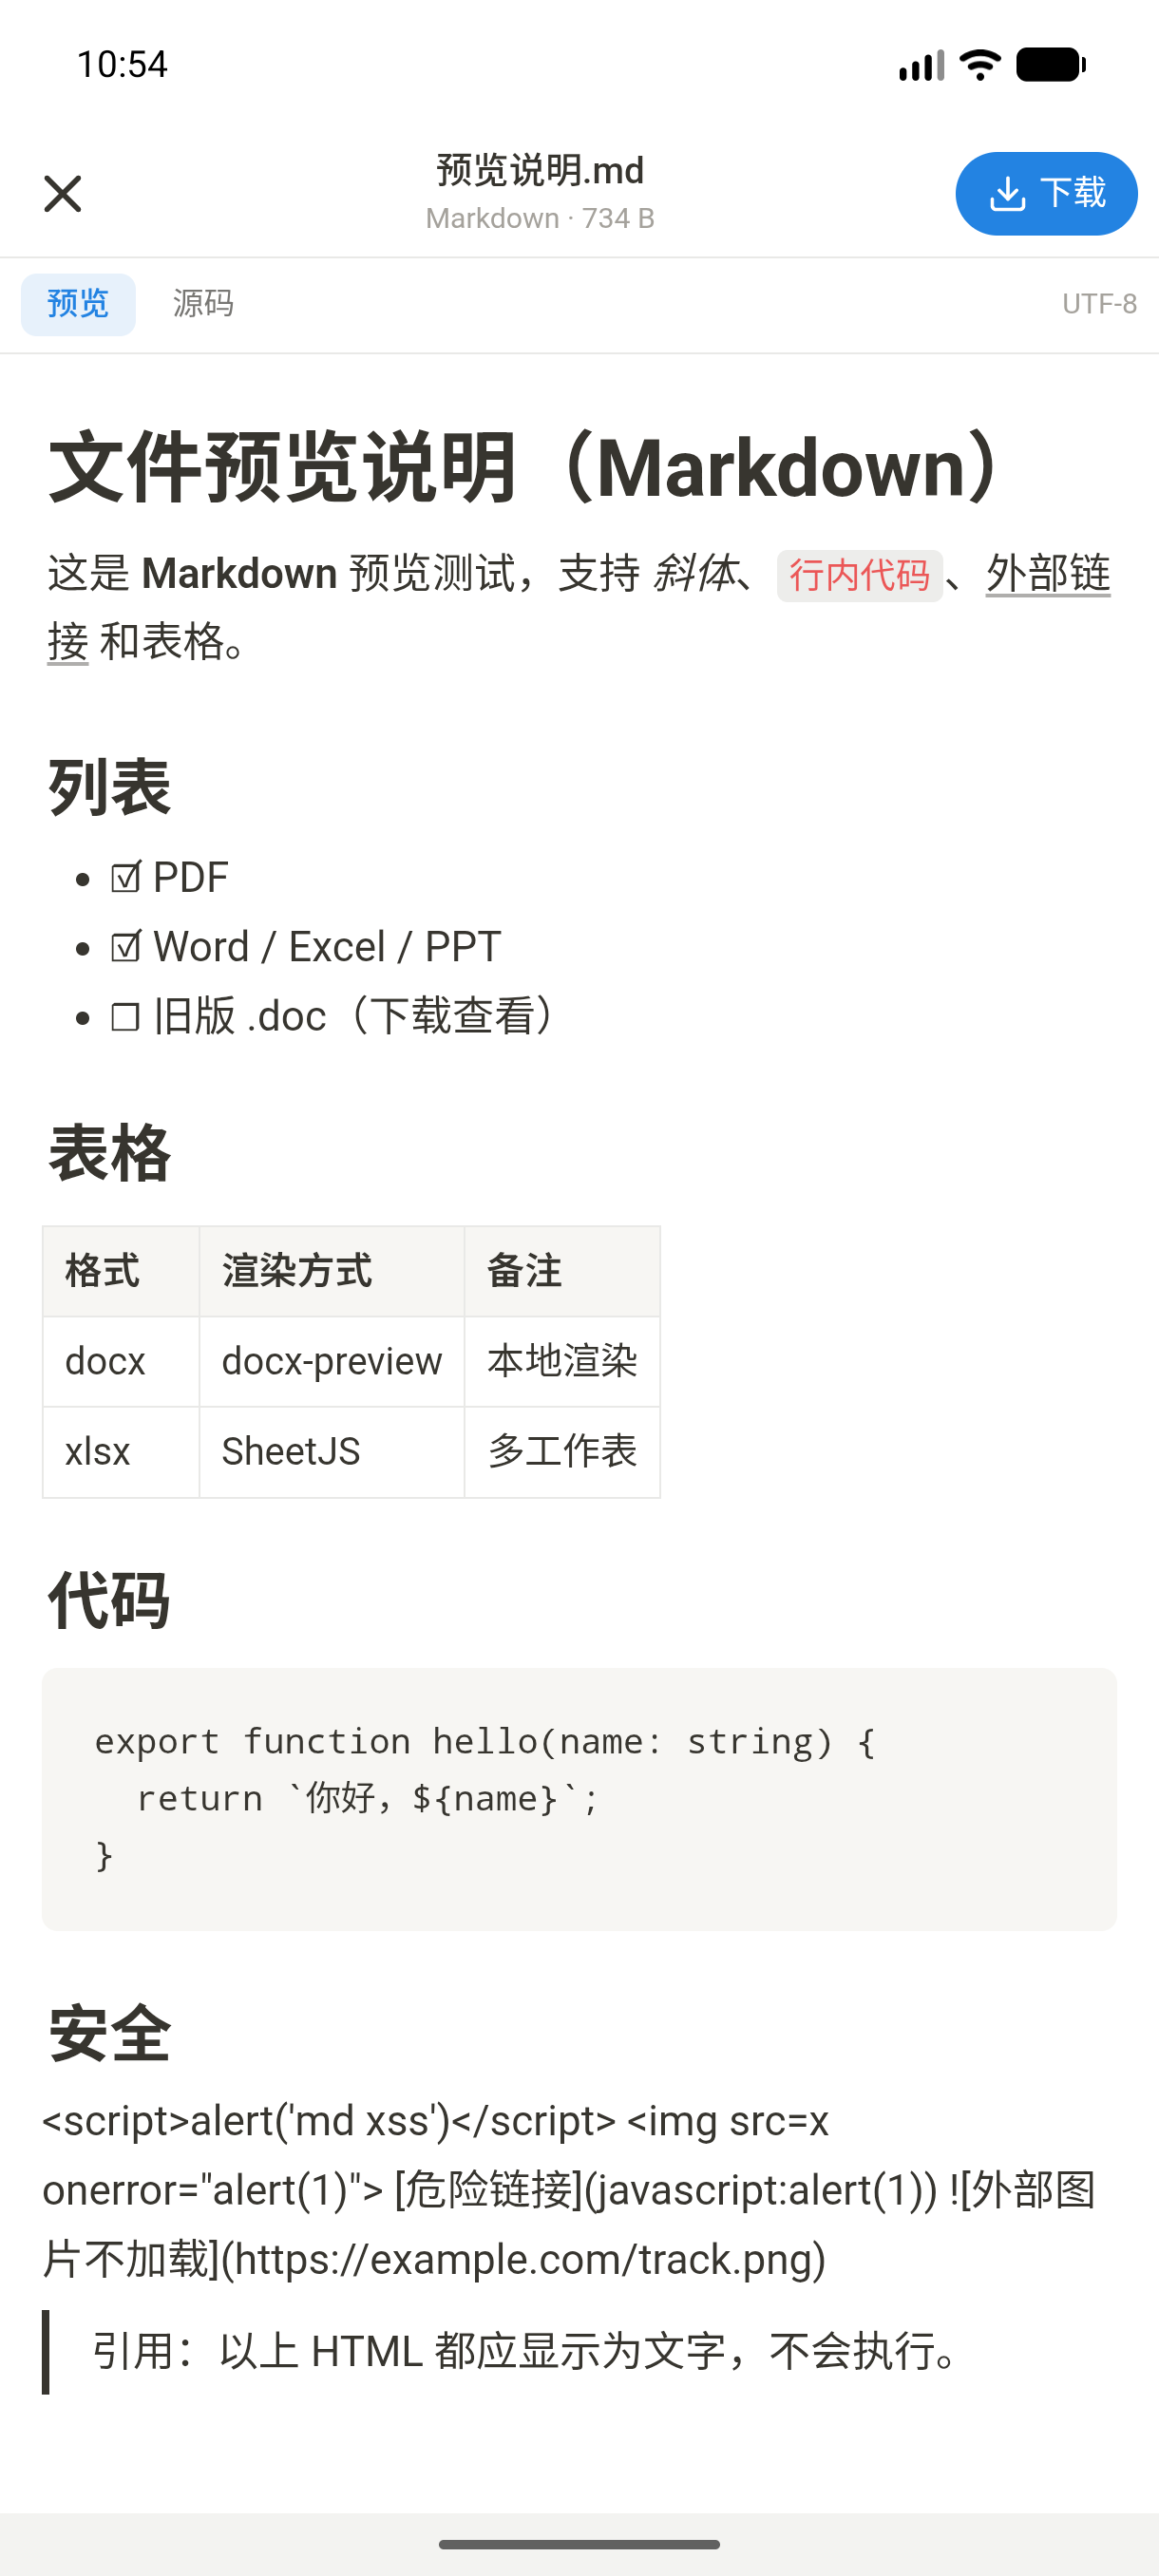 10:54
预览说明.md
Markdown · 734 B
下载
预览 源码 UTF-8
文件预览说明（Markdown）
这是 Markdown 预览测试，支持 斜体、 行内代码 、外部链
接 和表格。
列表
• ☑ PDF
• ☑ Word / Excel / PPT
• ☐ 旧版 .doc（下载查看）
表格
格式 渲染方式 备注
docx docx-preview 本地渲染
xlsx SheetJS 多工作表
代码
export function hello(name: string) {
  return `你好，${name}`;
}
安全
<script>alert('md xss')</script> <img src=x
onerror="alert(1)"> [危险链接](javascript:alert(1)) ![外部图
片不加载](https://example.com/track.png)
引用：以上 HTML 都应显示为文字，不会执行。